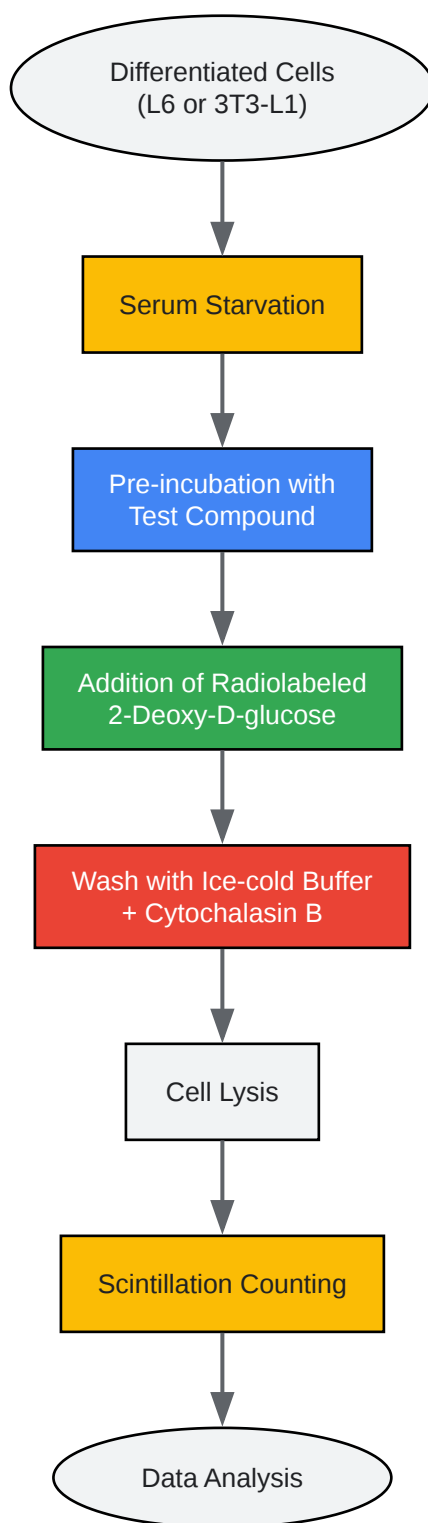 Differentiated Cells
(L6 or 3T3-L1)
Serum Starvation
Pre-incubation with
Test Compound
Addition of Radiolabeled
2-Deoxy-D-glucose
Wash with Ice-cold Buffer
+ Cytochalasin B
Cell Lysis
Scintillation Counting
Data Analysis